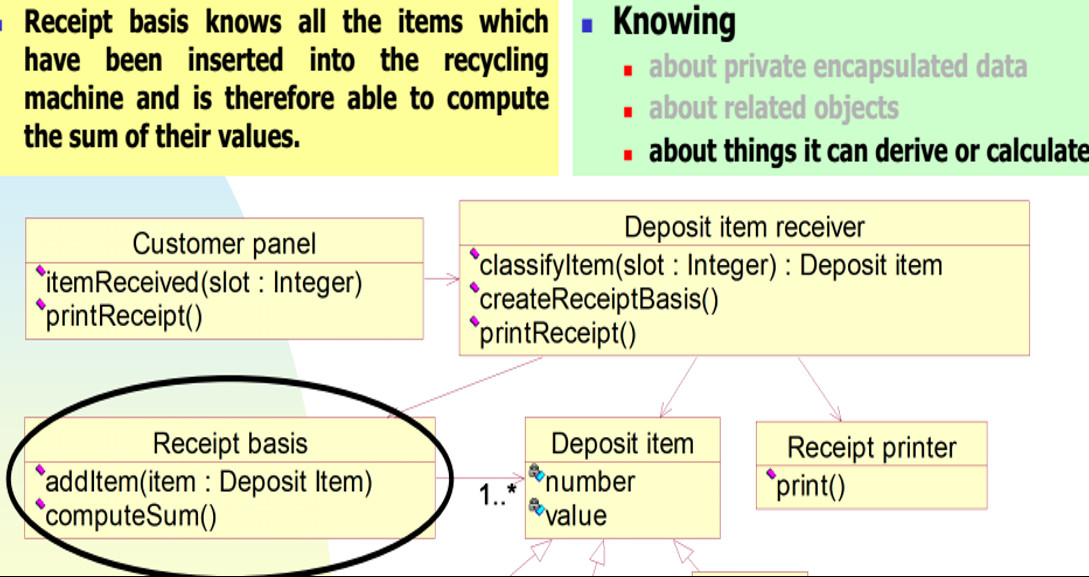 Receipt basis knows all the items which
have been inserted into the recycling
machine and is therefore able to compute
the sum of their values.
Knowing
about private encapsulated data
about related objects
about things it can derive or calculate
Customer panel
itemReceived(slot : Integer)
printReceipt()
Deposit item receiver
classifyItem(slot : Integer) : Deposit item
createReceiptBasis()
printReceipt()
Receipt basis
addItem(item : Deposit Item)
computeSum()
1..*
Deposit item
number
value
Receipt printer
print()